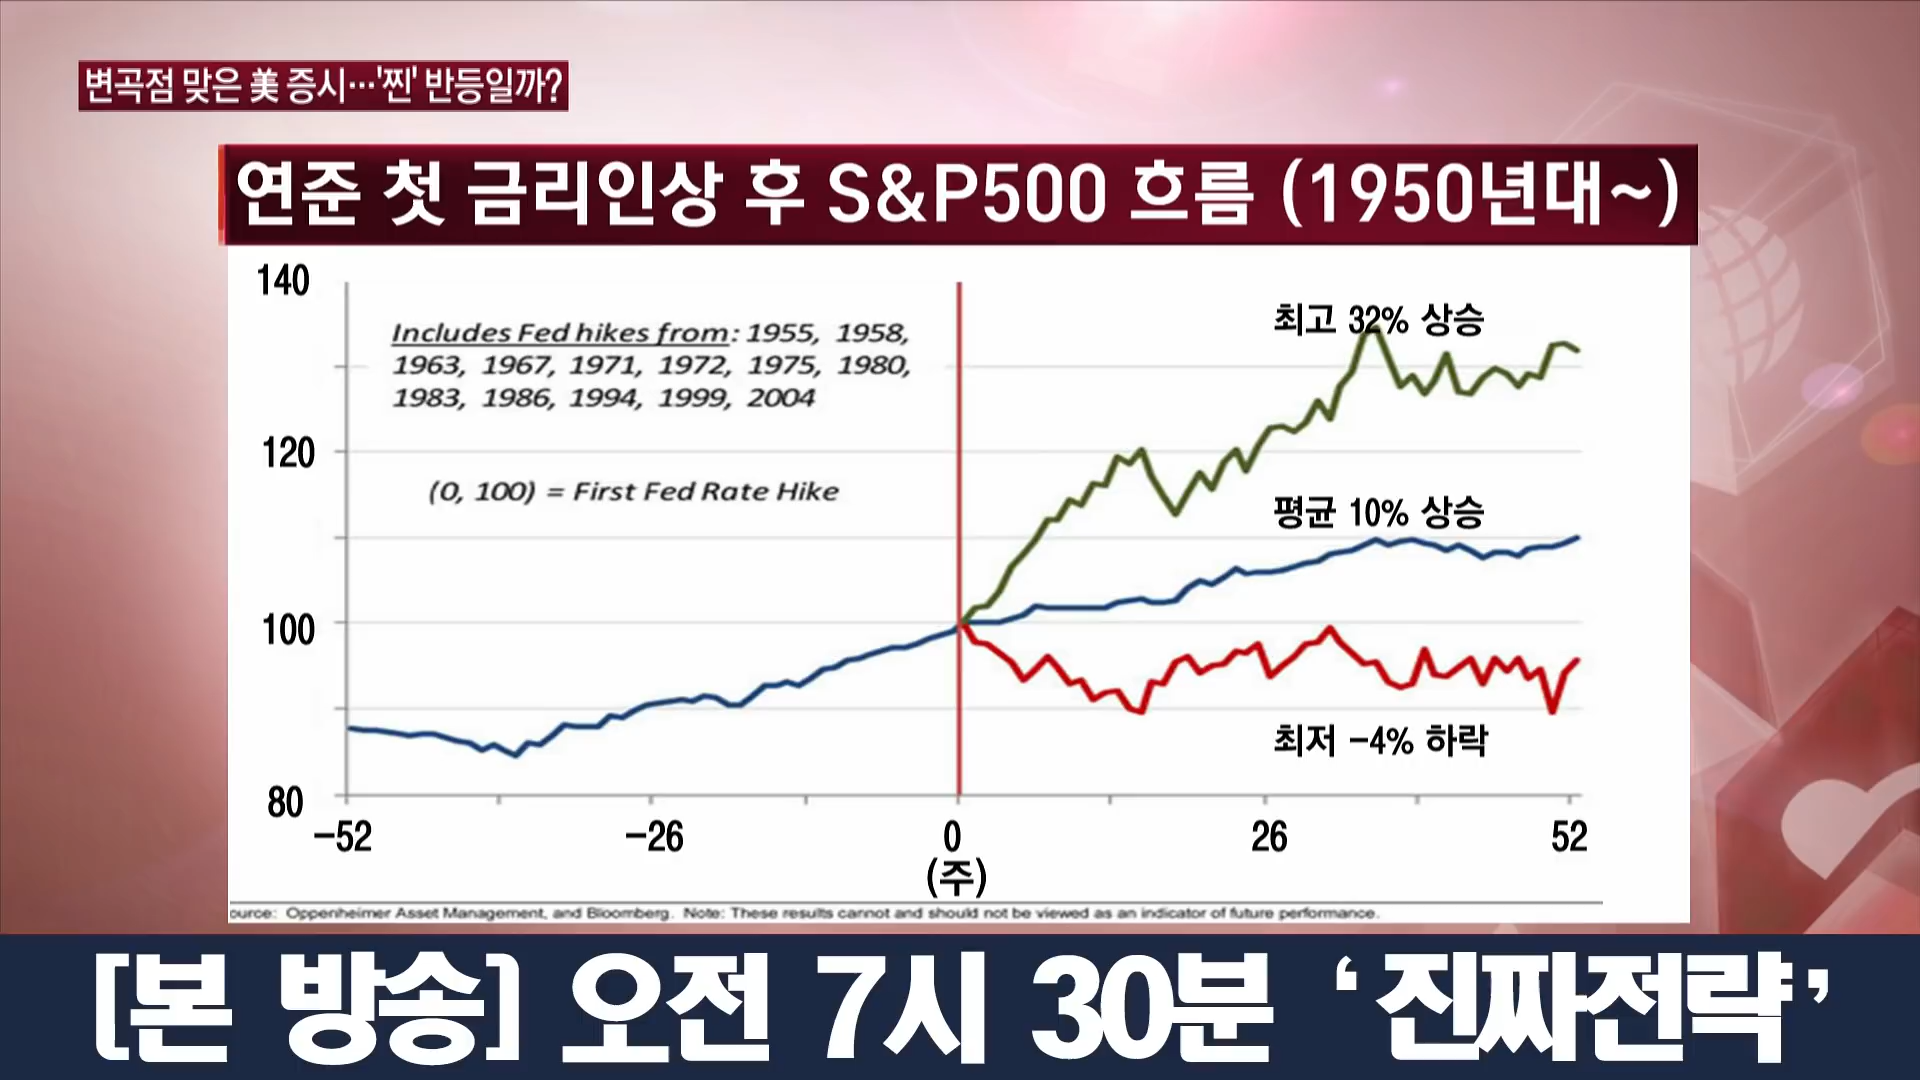 변곡점 맞은 美 증시…'찐' 반등일까?
연준 첫 금리인상 후 S&P500 흐름 (1950년대~)
140
120
100
80
Includes Fed hikes from: 1955, 1958,
1963, 1967, 1971, 1972, 1975, 1980,
1983, 1986, 1994, 1999, 2004
(0, 100) = First Fed Rate Hike
최고 32% 상승
평균 10% 상승
최저 -4% 하락
-52 -26 0 26 52
(주)
ource: Oppenheimer Asset Management, and Bloomberg. Note: These results cannot and should not be viewed as an indicator of future performance.
[본 방송] 오전 7시 30분 ‘진짜전략’